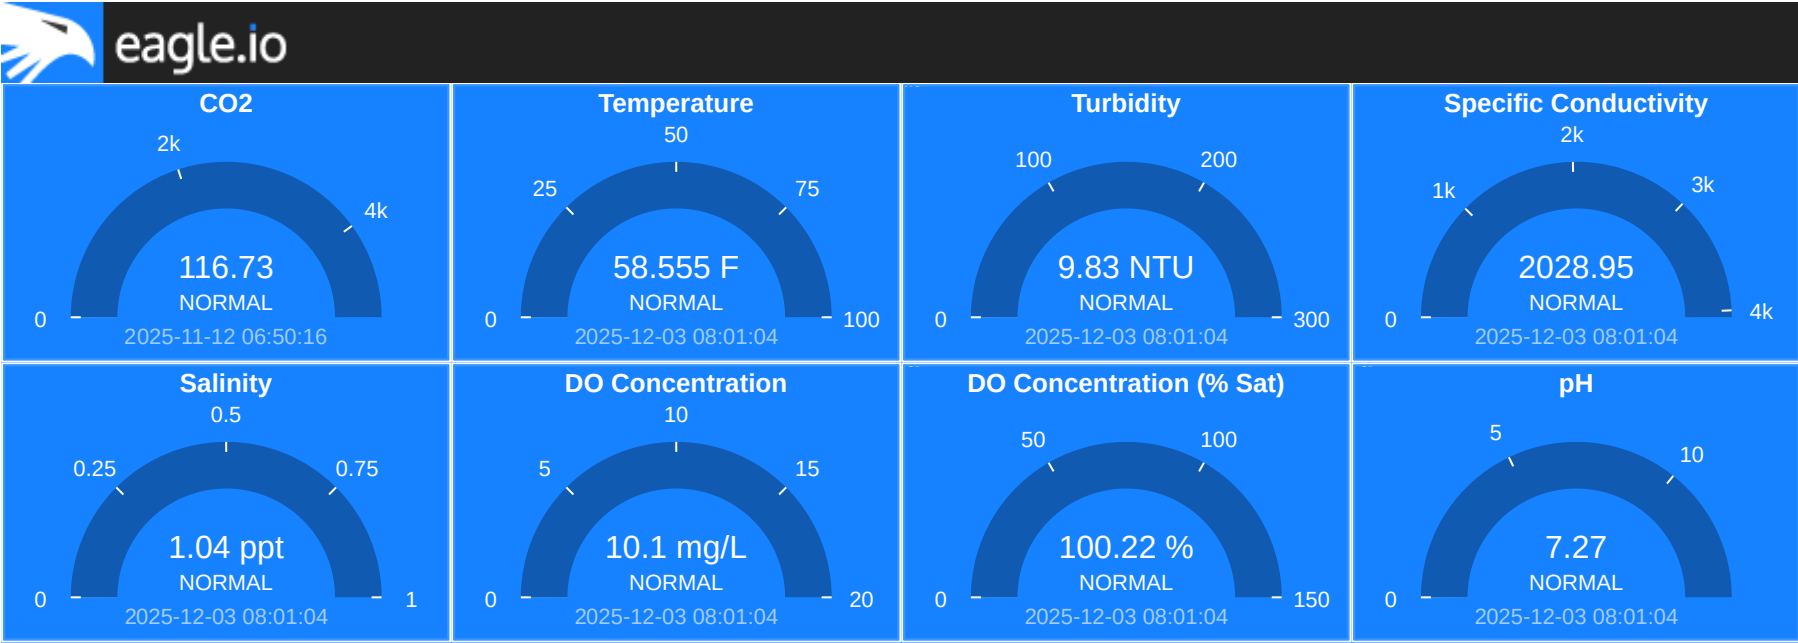 eagle.io
CO2
2k
4k
116.73
NORMAL
0
2025-11-12 06:50:16
Temperature
50
25
75
58.555 F
NORMAL
0
100
2025-12-03 08:01:04
Turbidity
100
200
9.83 NTU
NORMAL
0
300
2025-12-03 08:01:04
Specific Conductivity
2k
1k
3k
2028.95
NORMAL
0
4k
2025-12-03 08:01:04
Salinity
0.5
0.25
0.75
1.04 ppt
NORMAL
0
1
2025-12-03 08:01:04
DO Concentration
10
5
15
10.1 mg/L
NORMAL
0
20
2025-12-03 08:01:04
DO Concentration (% Sat)
50
100
100.22 %
NORMAL
0
150
2025-12-03 08:01:04
pH
5
10
7.27
NORMAL
0
2025-12-03 08:01:04